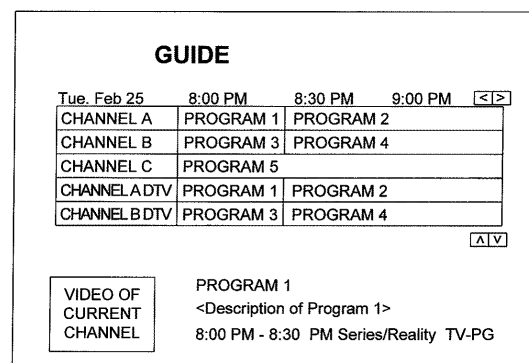 GUIDE
Tue. Feb 25 8:00 PM 8:30 PM 9:00 PM < >
CHANNEL A PROGRAM 1 PROGRAM 2
CHANNEL B PROGRAM 3 PROGRAM 4
CHANNEL C PROGRAM 5
CHANNEL A DTV PROGRAM 1 PROGRAM 2
CHANNEL B DTV PROGRAM 3 PROGRAM 4
Λ V
VIDEO OF
CURRENT
CHANNEL
PROGRAM 1
<Description of Program 1>
8:00 PM - 8:30 PM Series/Reality TV-PG